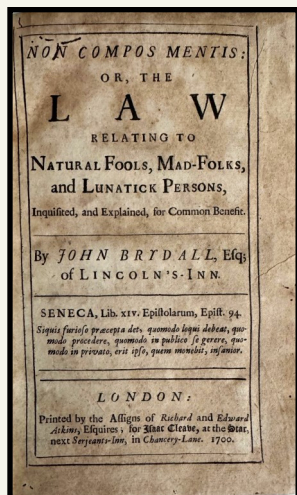 NON COMPOS MENTIS:
OR, THE
LAW
RELATING TO
NATURAL FOOLS, MAD-FOLKS,
and LUNATICK PERSONS,
Inquisited, and Explained, for Common Benefit.
By JOHN BRYDALL, Esq;
of LINCOLN'S-INN.
SENECA, Lib. XIV. Epistolarum, Epist. 94.
Siquis furioso præcepta det, quomodo loqui debeat, quo-
modo procedere, quomodo in publico se gerere, quo-
modo in privato, erit ipso, quem monebit, insanior.
LONDON:
Printed by the Assigns of Richard and Edward
Atkins, Esquires; for Isaac Cleave, at the Star,
next Serjeants-Inn, in Chancery-Lane. 1700.